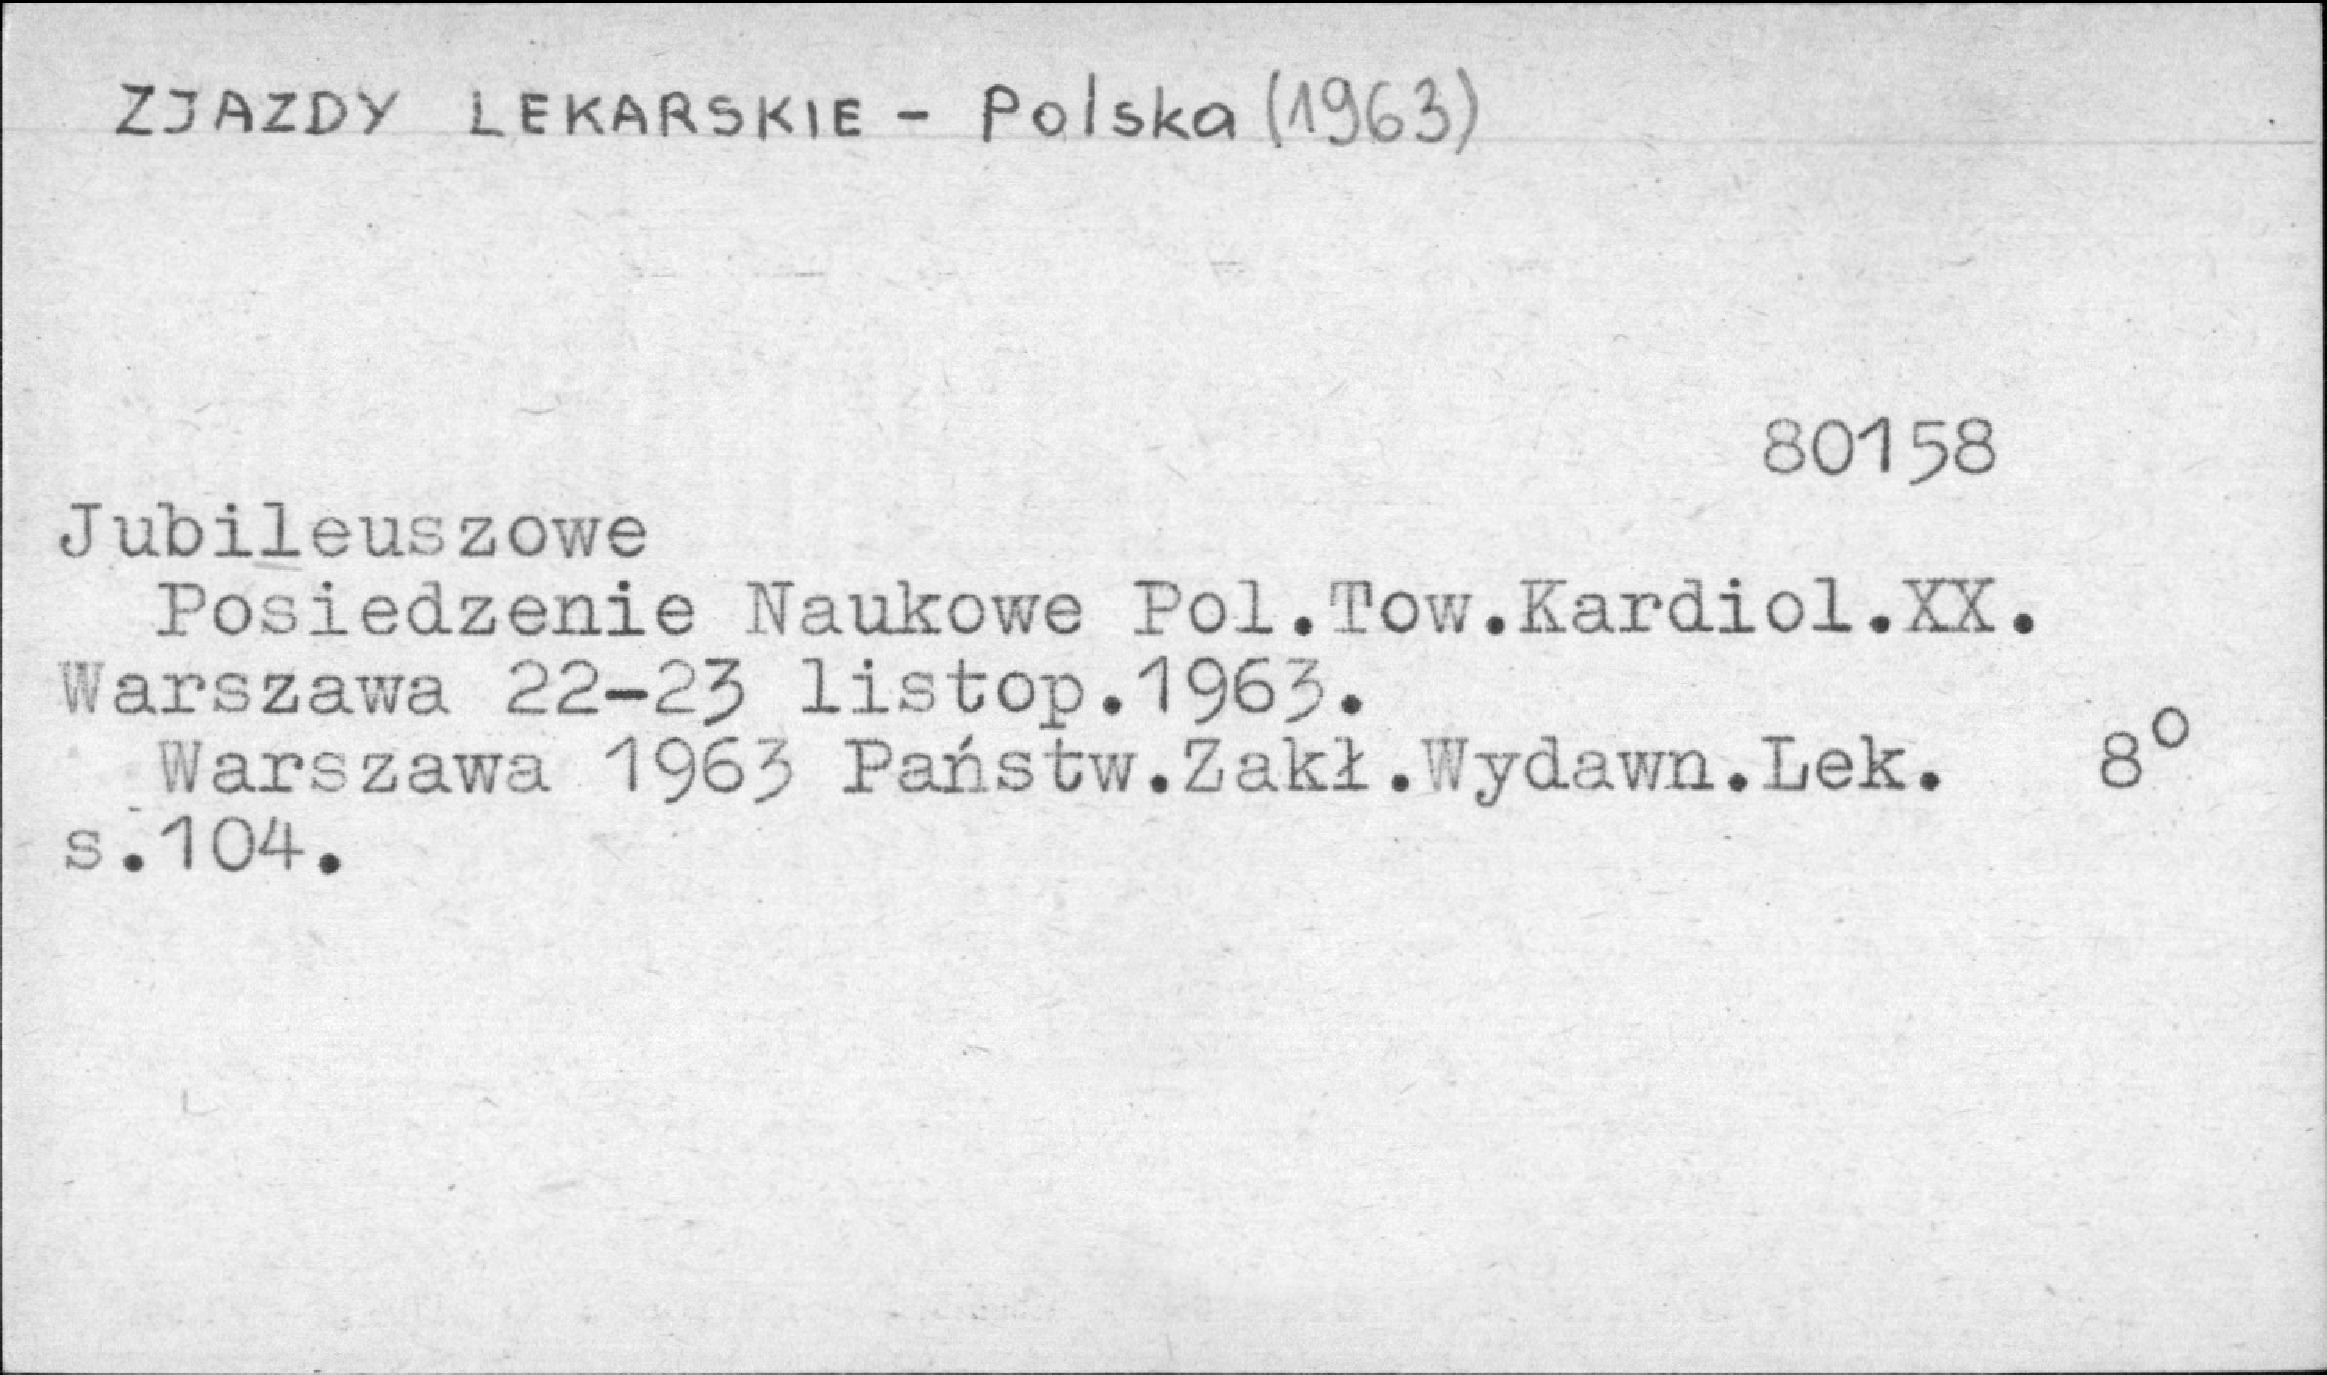 ZJAZDY LEKARSKIE - Polska (1963)
80158
Jubileuszowe
Posiedzenie Naukowe Pol.Tow.Kardiol.XX.
Warszawa 22-23 listop.1963.
Warszawa 1963 Państw.Zakł.Wydawn.Lek. 8°
s.104.